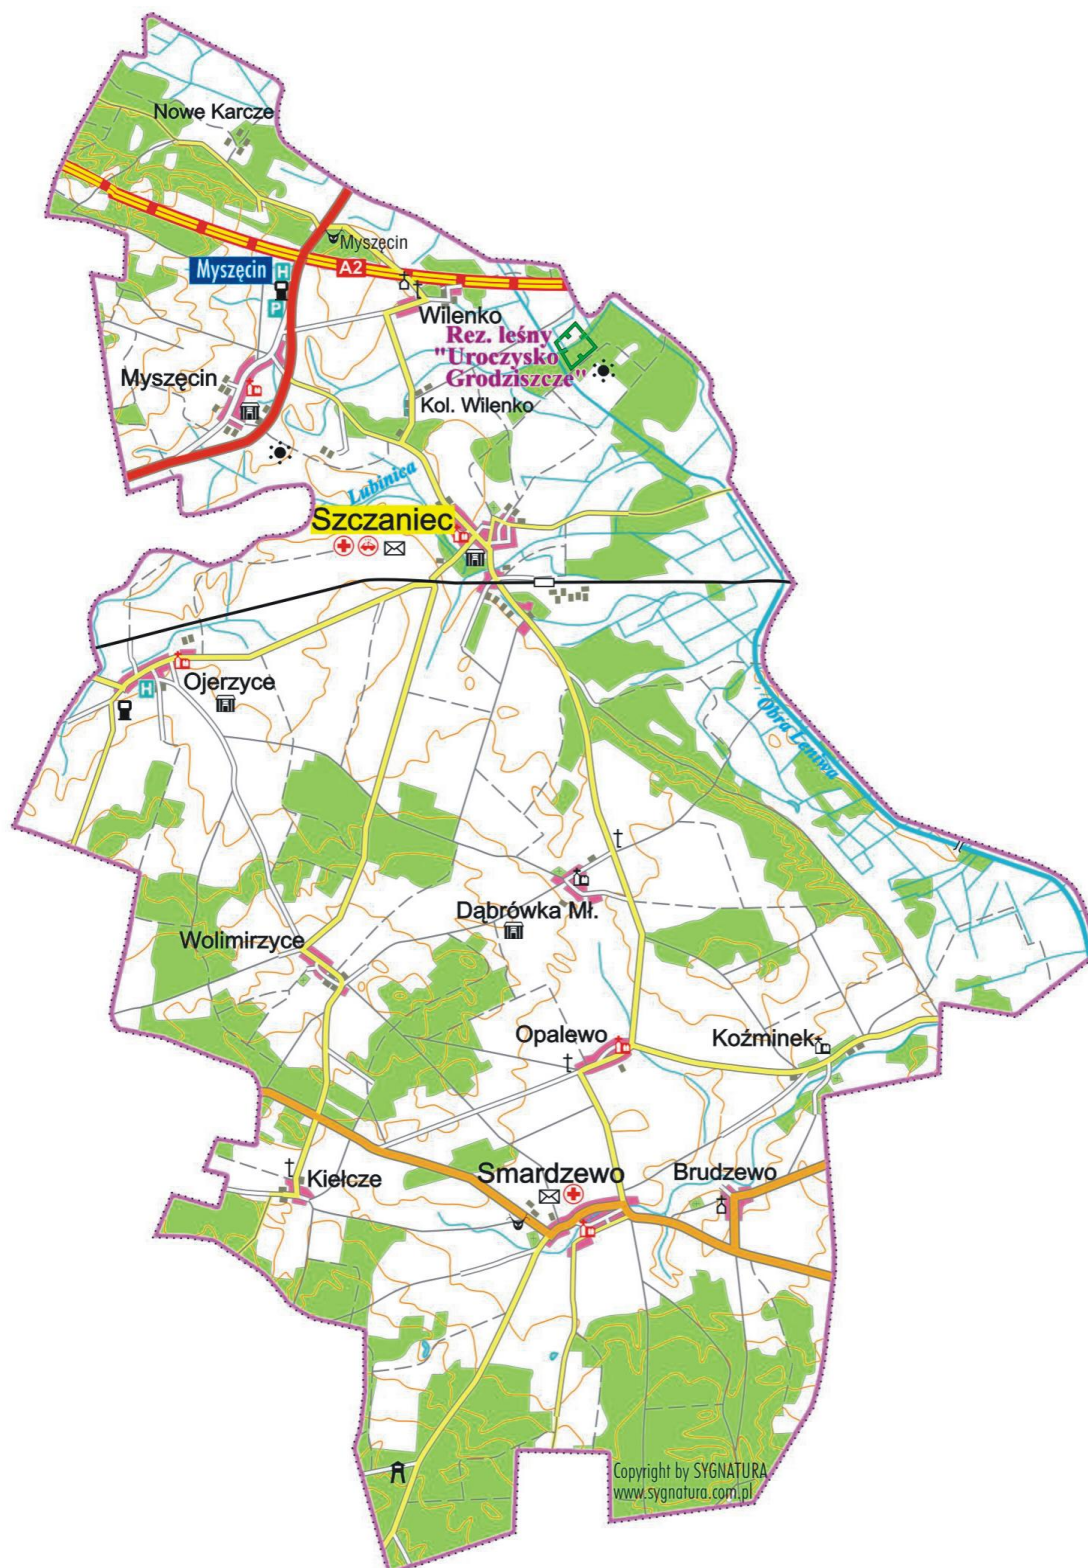 Nowe Karcze
Myszęcin
Myszęcin
H
A2
P
Wilenko
Rez. leśny
"Uroczysko
Grodziszcze"
Myszęcin
Kol. Wilenko
Lubinica
Szczaniec
Ojerzyce
H
Obra Leniwa
Dąbrówka Mł.
Wolimirzyce
Opalewo
Koźminek
Smardzewo
Brudzewo
Kiełcze
Copyright by SYGNATURA
www.sygnatura.com.pl